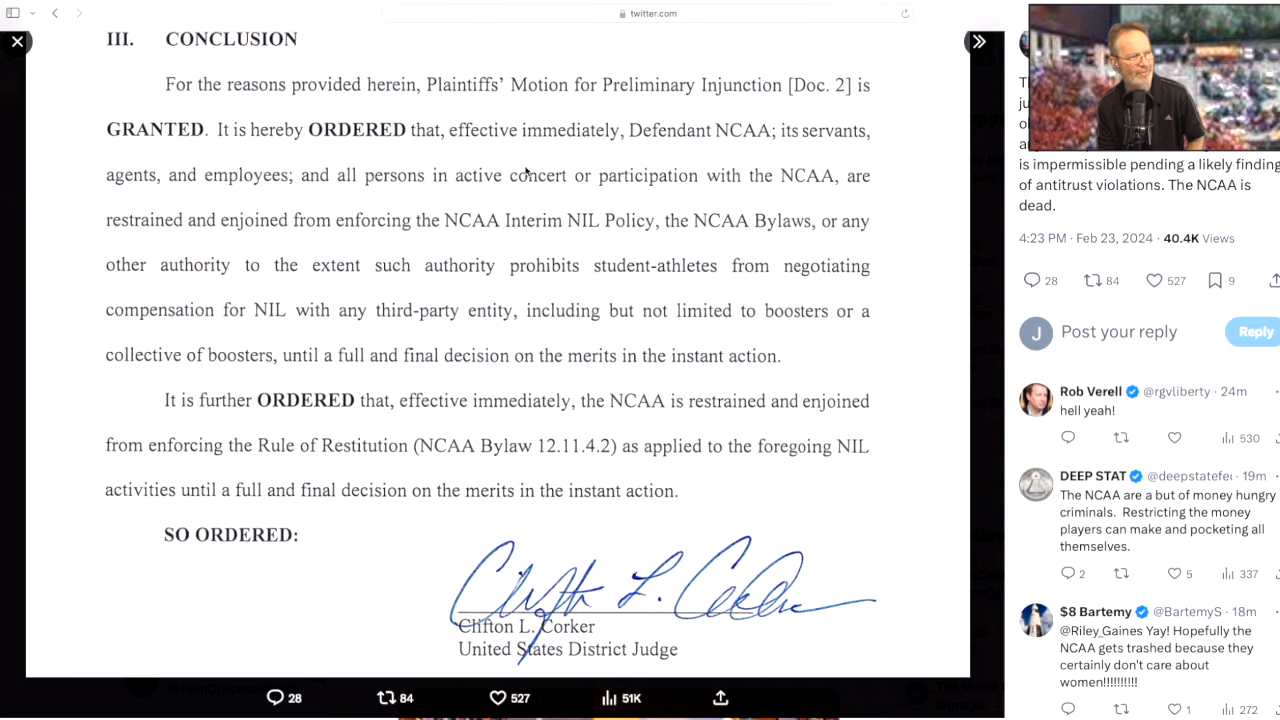 twitter.com
III. CONCLUSION
For the reasons provided herein, Plaintiffs' Motion for Preliminary Injunction [Doc. 2] is
GRANTED. It is hereby ORDERED that, effective immediately, Defendant NCAA; its servants,
agents, and employees; and all persons in active concert or participation with the NCAA, are
restrained and enjoined from enforcing the NCAA Interim NIL Policy, the NCAA Bylaws, or any
other authority to the extent such authority prohibits student-athletes from negotiating
compensation for NIL with any third-party entity, including but not limited to boosters or a
collective of boosters, until a full and final decision on the merits in the instant action.
It is further ORDERED that, effective immediately, the NCAA is restrained and enjoined
from enforcing the Rule of Restitution (NCAA Bylaw 12.11.4.2) as applied to the foregoing NIL
activities until a full and final decision on the merits in the instant action.
SO ORDERED:
Clifton L. Corker
Clifton L. Corker
United States District Judge
28 84 527 51K
is impermissible pending a likely finding
of antitrust violations. The NCAA is
dead.
4:23 PM · Feb 23, 2024 · 40.4K Views
28 84 527 9
J Post your reply Reply
Rob Verell @rgvliberty · 24m
hell yeah!
530
DEEP STAT @deepstatefe · 19m
The NCAA are a but of money hungry
criminals. Restricting the money
players can make and pocketing all
themselves.
2 5 337
$8 Bartemy @BartemyS · 18m
@Riley_Gaines Yay! Hopefully the
NCAA gets trashed because they
certainly don't care about
women!!!!!!!!!!
1 272